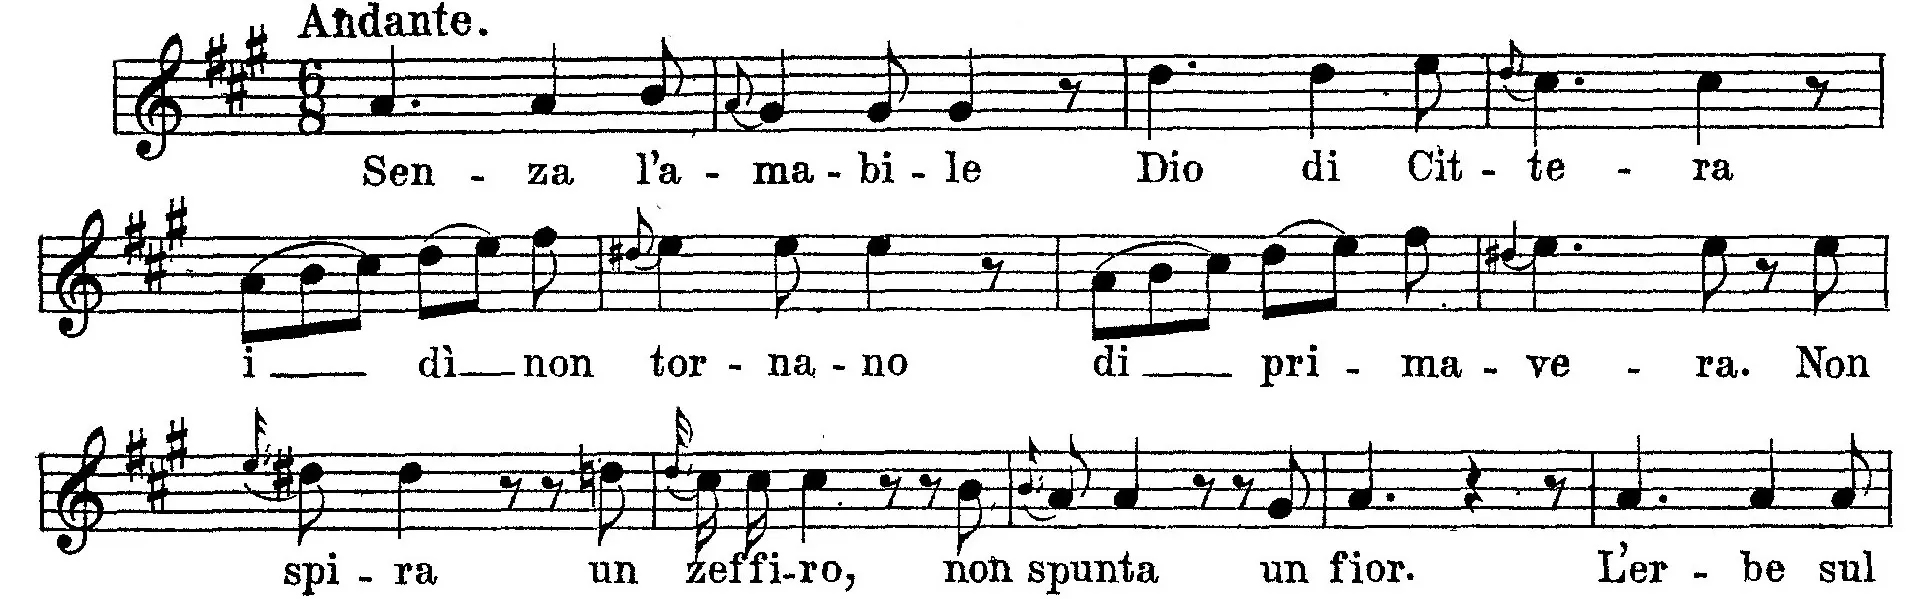 Andante.
6
8
Sen - za l'a - ma - bi - le Dio di Cit - te - ra
i dì non tor - na - no di pri - ma - ve - ra. Non
spi - ra un zeffi-ro, non spunta un fior. L'er - be sul